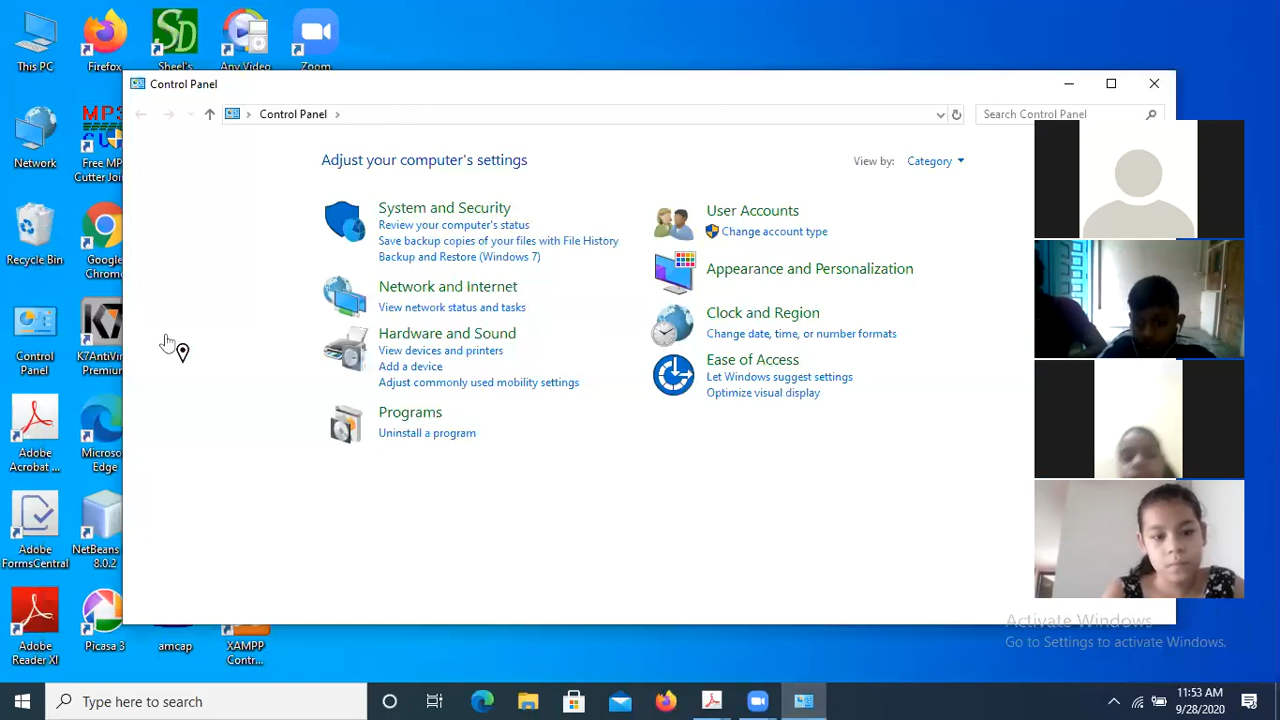 This PC
Firefox
Sheel's
Any Video
Zoom
Control Panel
Control Panel
Search Control Panel
Network
Free MP
Cutter Join
Adjust your computer's settings
View by:
Category
System and Security
Review your computer's status
Save backup copies of your files with File History
Backup and Restore (Windows 7)
User Accounts
Change account type
Recycle Bin
Google
Chrom
Network and Internet
View network status and tasks
Appearance and Personalization
Hardware and Sound
View devices and printers
Add a device
Adjust commonly used mobility settings
Clock and Region
Change date, time, or number formats
Control
Panel
K7AntiVir
Premium
Ease of Access
Let Windows suggest settings
Optimize visual display
Programs
Uninstall a program
Adobe
Acrobat ...
Microso
Edge
Adobe
FormsCentral
NetBeans
8.0.2
Adobe
Reader XI
Picasa 3
amcap
XAMPP
Contr...
Activate Windows
Go to Settings to activate Windows.
Type here to search
11:53 AM
9/28/2020